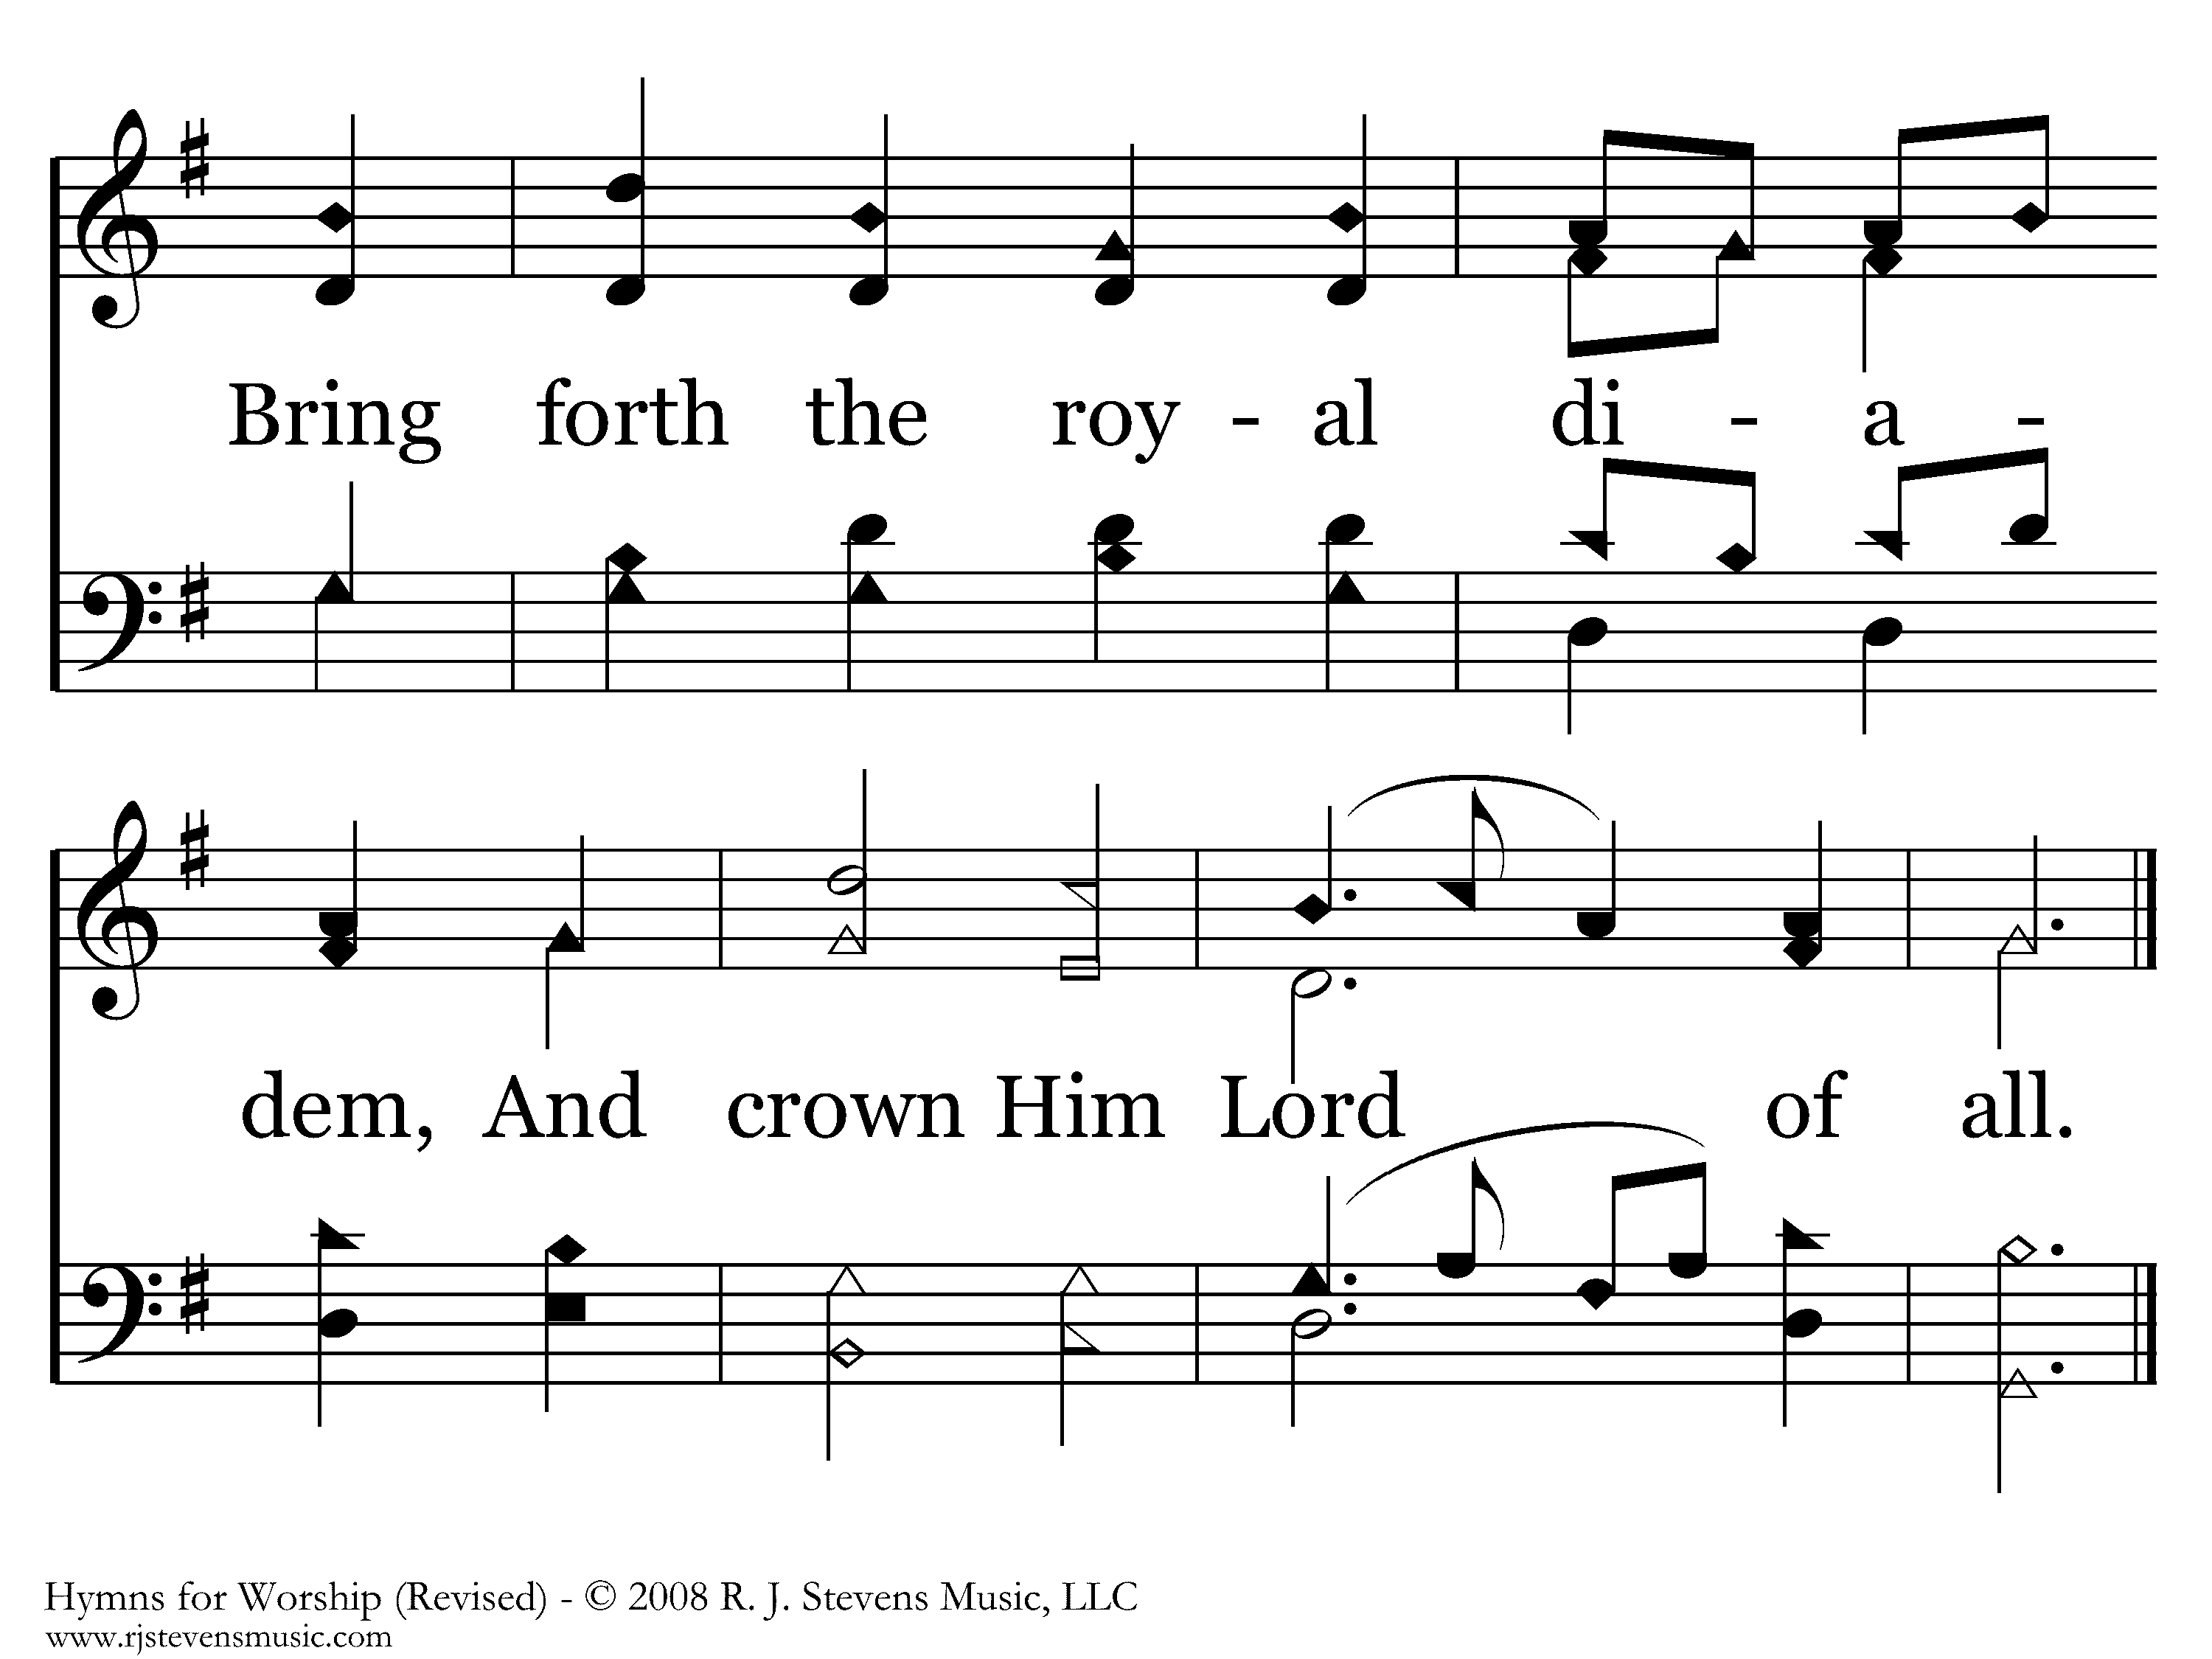 Bring forth the roy - al di - a -
dem, And crown Him Lord of all.
Hymns for Worship (Revised) - © 2008 R. J. Stevens Music, LLC
www.rjstevensmusic.com